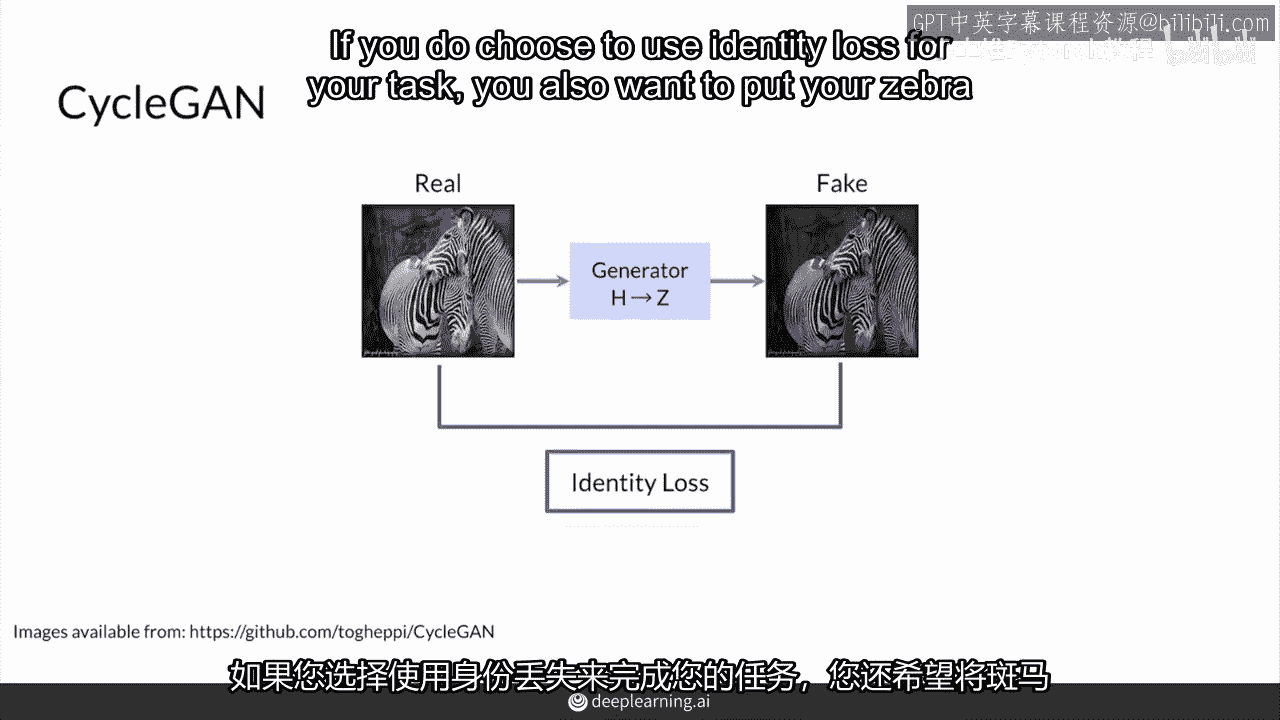 GPT中英字幕课程资源@bilibili.com
If you do choose to use identity loss for
your task, you also want to put your zebra
CycleGAN
Real
Fake
Generator
H → Z
Identity Loss
Images available from: https://github.com/togheppi/CycleGAN
如果您选择使用身份丢失来完成您的任务，您还希望将斑马
deeplearning.ai